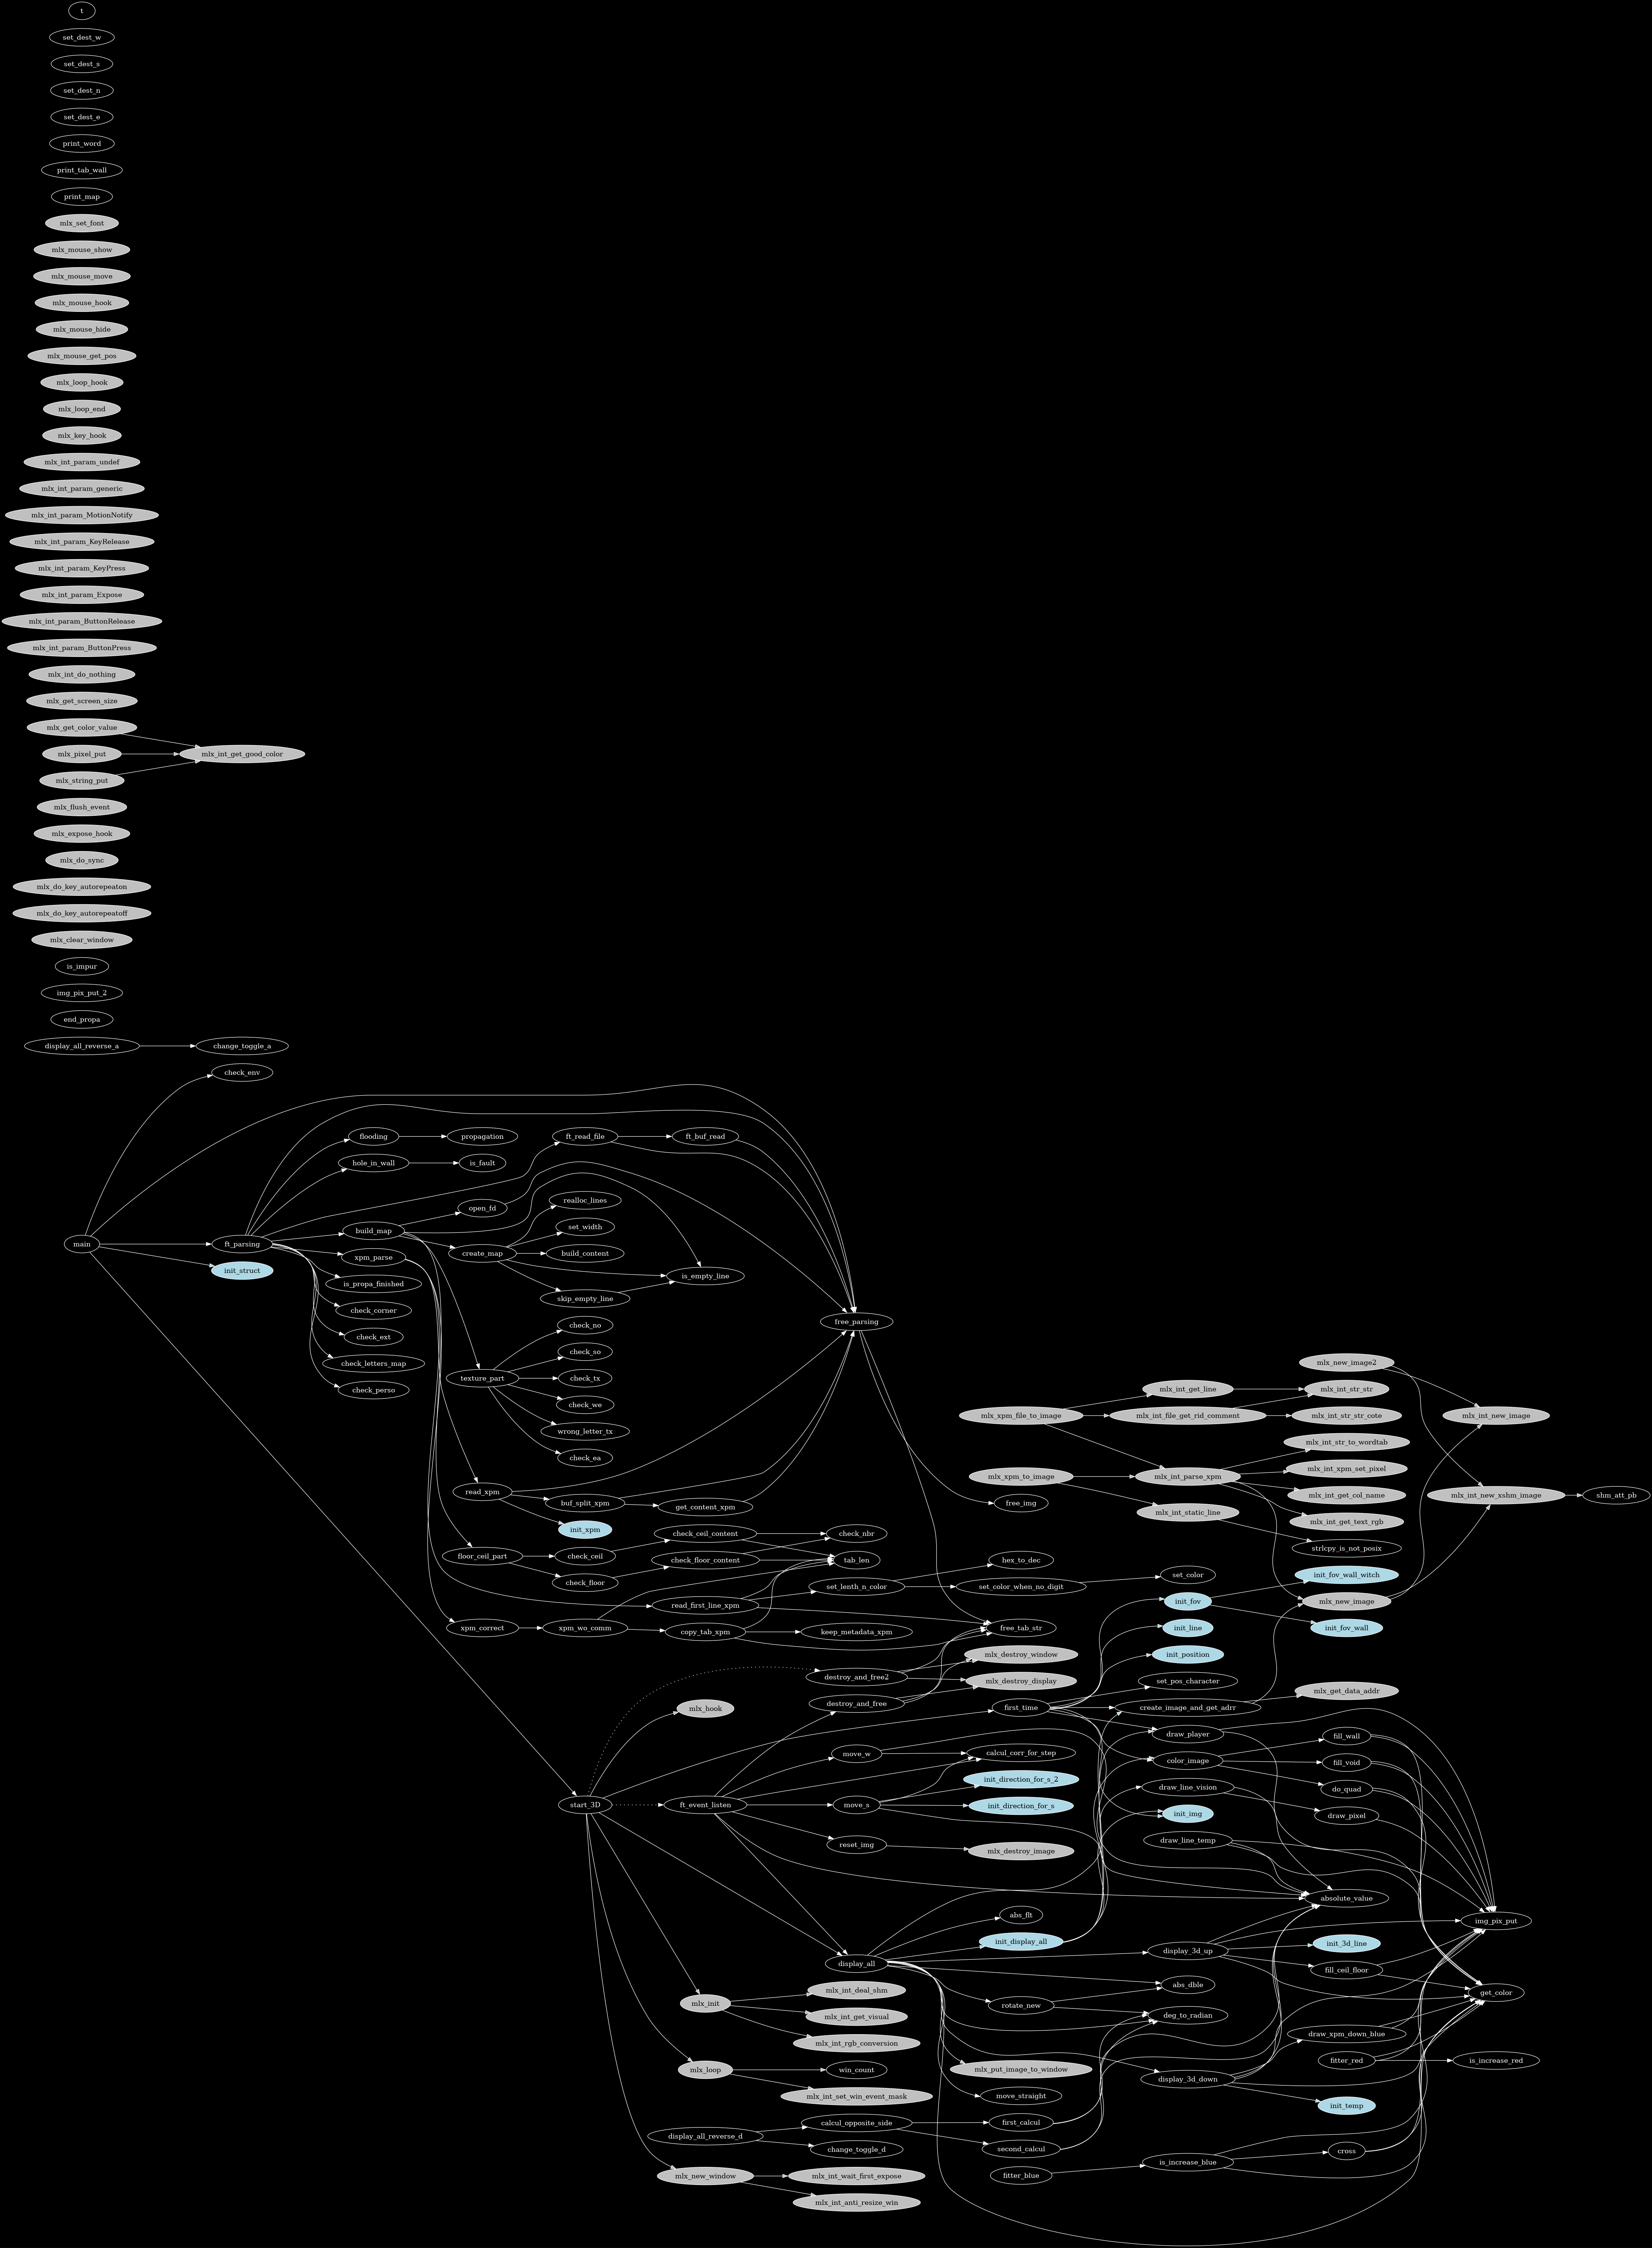 t
set_dest_w
set_dest_s
set_dest_n
set_dest_e
print_word
print_tab_wall
print_map
mlx_set_font
mlx_mouse_show
mlx_mouse_move
mlx_mouse_hook
mlx_mouse_hide
mlx_mouse_get_pos
mlx_loop_hook
mlx_loop_end
mlx_key_hook
mlx_int_param_undef
mlx_int_param_generic
mlx_int_param_MotionNotify
mlx_int_param_KeyRelease
mlx_int_param_KeyPress
mlx_int_param_Expose
mlx_int_param_ButtonRelease
mlx_int_param_ButtonPress
mlx_int_do_nothing
mlx_get_screen_size
mlx_get_color_value
mlx_pixel_put
mlx_int_get_good_color
mlx_string_put
mlx_flush_event
mlx_expose_hook
mlx_do_sync
mlx_do_key_autorepeaton
mlx_do_key_autorepeatoff
mlx_clear_window
is_impur
img_pix_put_2
end_propa
display_all_reverse_a
change_toggle_a
check_env
main
ft_parsing
init_struct
flooding
propagation
hole_in_wall
is_fault
build_map
xpm_parse
is_propa_finished
check_corner
check_ext
check_letters_map
check_perso
ft_read_file
ft_buf_read
open_fd
create_map
realloc_lines
set_width
build_content
skip_empty_line
is_empty_line
texture_part
check_no
check_so
check_tx
check_we
wrong_letter_tx
check_ea
free_parsing
read_xpm
buf_split_xpm
get_content_xpm
init_xpm
free_img
floor_ceil_part
check_ceil
check_floor
check_ceil_content
check_floor_content
check_nbr
tab_len
read_first_line_xpm
set_lenth_n_color
hex_to_dec
set_color_when_no_digit
set_color
xpm_correct
xpm_wo_comm
copy_tab_xpm
keep_metadata_xpm
free_tab_str
mlx_new_image2
mlx_int_get_line
mlx_int_str_str
mlx_xpm_file_to_image
mlx_int_file_get_rid_comment
mlx_int_str_str_cote
mlx_int_new_image
mlx_int_str_to_wordtab
mlx_int_xpm_set_pixel
mlx_xpm_to_image
mlx_int_parse_xpm
mlx_int_get_col_name
mlx_int_new_xshm_image
shm_att_pb
mlx_int_static_line
mlx_int_get_text_rgb
strlcpy_is_not_posix
init_fov_wall_witch
init_fov
mlx_new_image
init_fov_wall
init_line
init_position
set_pos_character
mlx_destroy_window
mlx_destroy_display
destroy_and_free2
destroy_and_free
mlx_hook
first_time
create_image_and_get_adrr
mlx_get_data_addr
draw_player
fill_wall
color_image
fill_void
do_quad
draw_line_vision
draw_pixel
init_img
draw_line_temp
move_w
calcul_corr_for_step
init_direction_for_s_2
start_3D
ft_event_listen
move_s
init_direction_for_s
reset_img
mlx_destroy_image
absolute_value
img_pix_put
abs_flt
init_display_all
display_all
display_3d_up
init_3d_line
fill_ceil_floor
abs_dble
get_color
mlx_init
mlx_int_deal_shm
mlx_int_get_visual
mlx_int_rgb_conversion
rotate_new
deg_to_radian
draw_xpm_down_blue
fitter_red
is_increase_red
mlx_loop
win_count
mlx_int_set_win_event_mask
mlx_put_image_to_window
move_straight
display_3d_down
init_temp
calcul_opposite_side
first_calcul
display_all_reverse_d
change_toggle_d
second_calcul
cross
is_increase_blue
fitter_blue
mlx_new_window
mlx_int_wait_first_expose
mlx_int_anti_resize_win